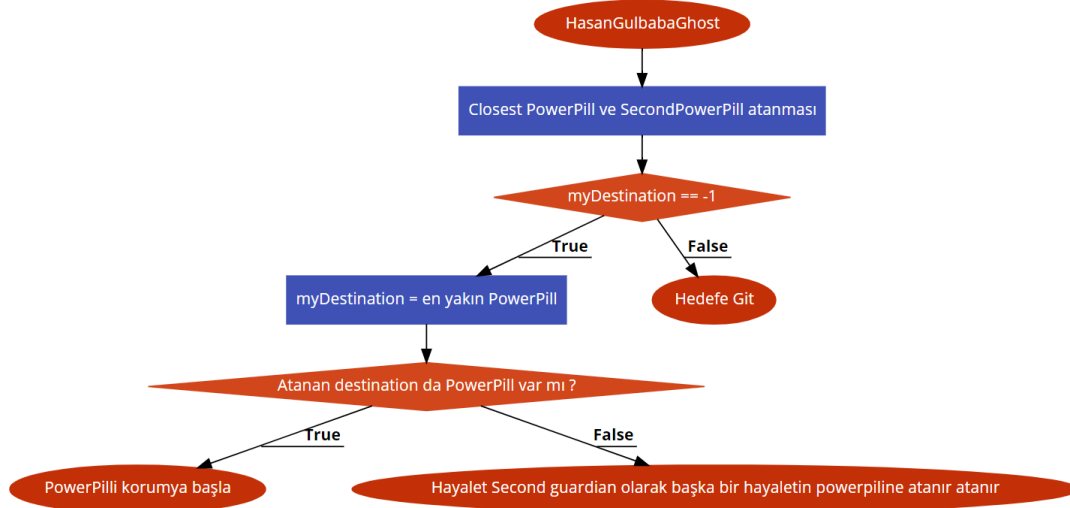 HasanGulbabaGhost
Closest PowerPill ve SecondPowerPill atanması
myDestination == -1
True
False
myDestination = en yakın PowerPill
Hedefe Git
Atanan destination da PowerPill var mı ?
True
False
PowerPilli korumya başla
Hayalet Second guardian olarak başka bir hayaletin powerpiline atanır atanır